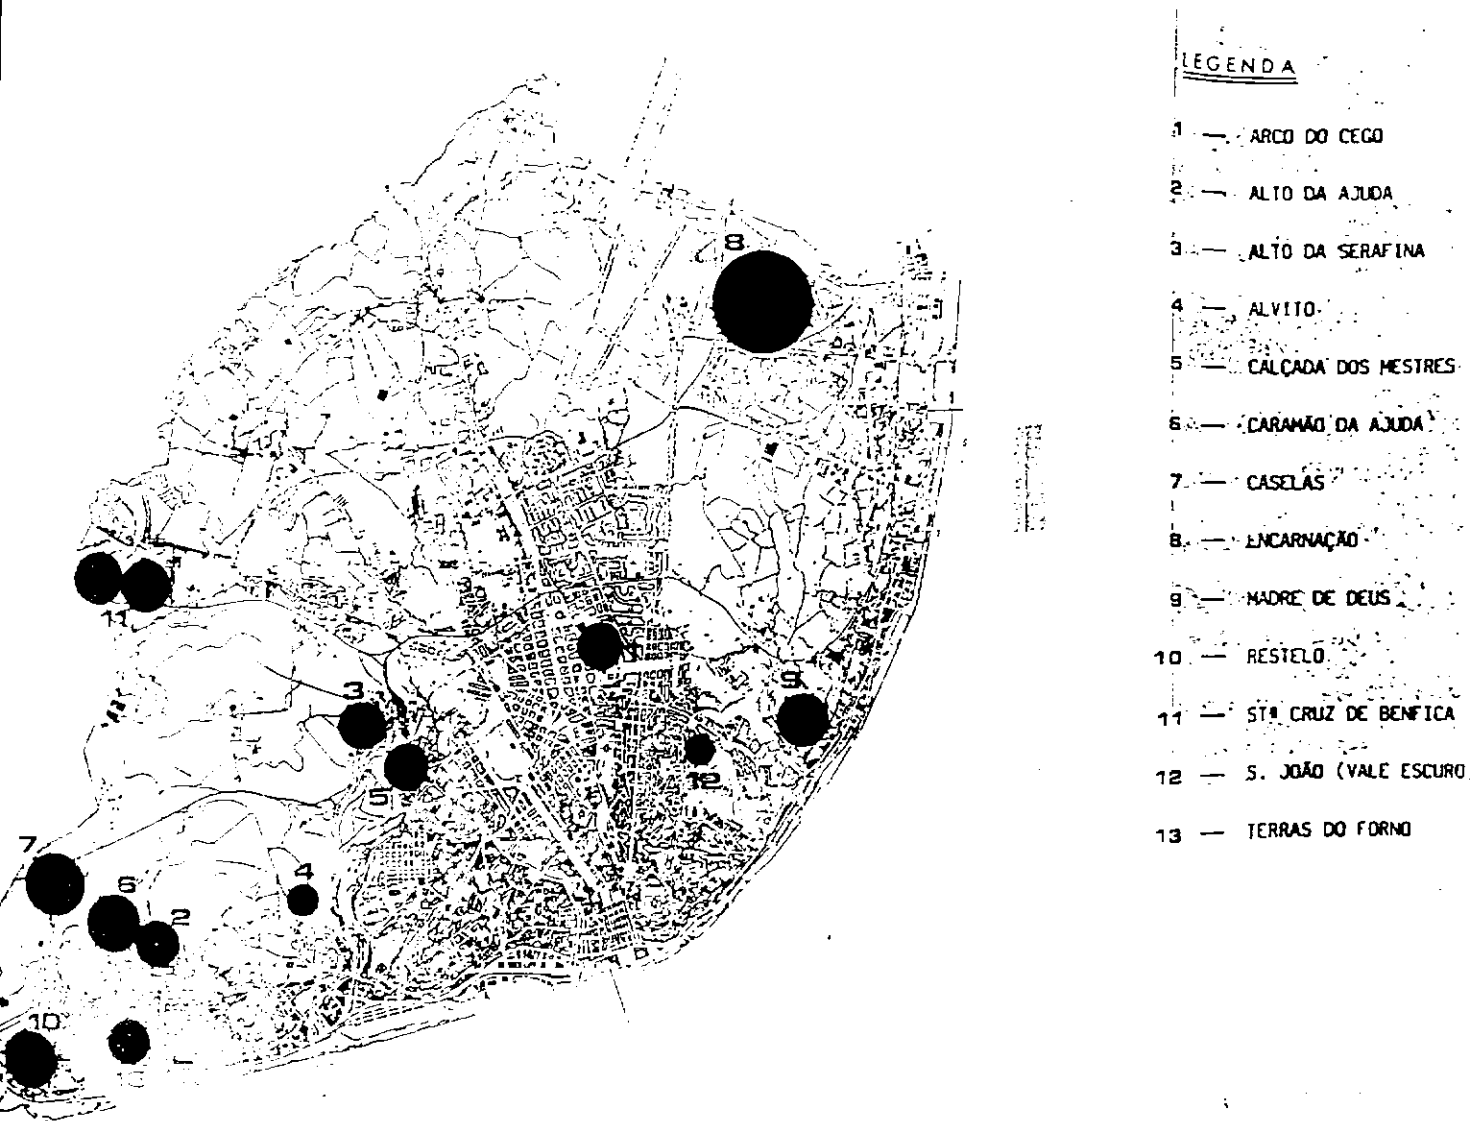 LEGENDA
1 — ARCO DO CEGO
2 — ALTO DA AJUDA
3 — ALTO DA SERAFINA
4 — ALVITO
5 — CALÇADA DOS MESTRES
6 — CARAMÃO DA AJUDA
7 — CASELAS
8 — ENCARNAÇÃO
9 — MADRE DE DEUS
10 — RESTELO
11 — STª CRUZ DE BENFICA
12 — S. JOÃO (VALE ESCURO
13 — TERRAS DO FORNO
8
11
1
3
9
5
12
7
6
4
2
10
13